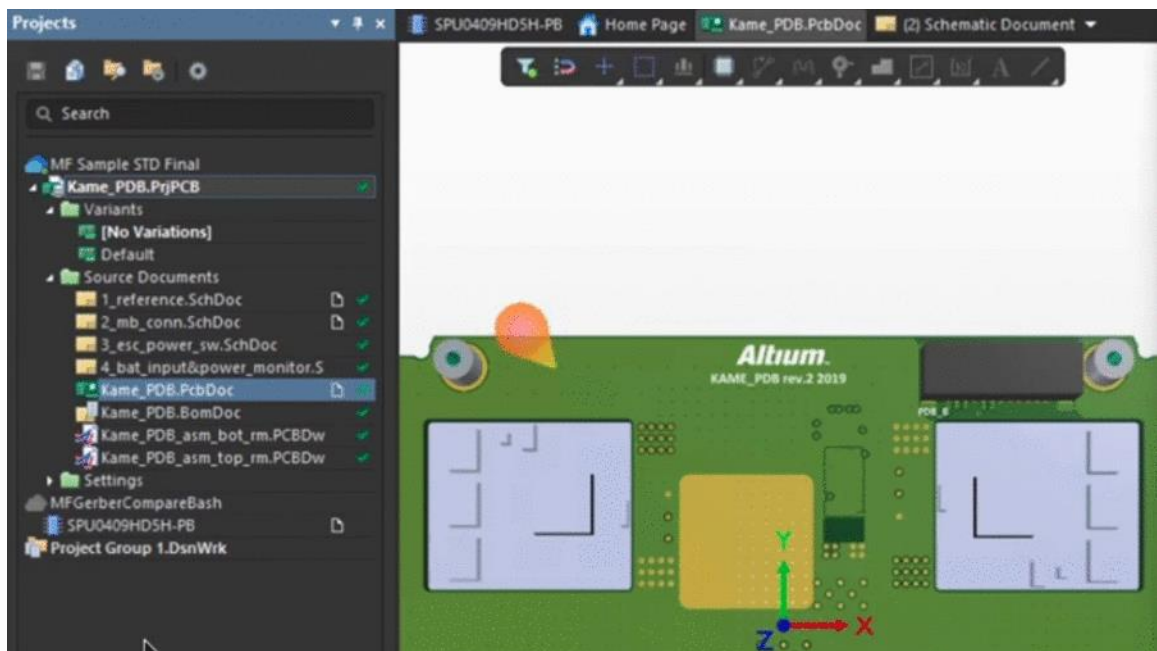 Projects
SPU0409HD5H-PB
Home Page
Kame_PDB.PcbDoc
(2) Schematic Document
Search
MF Sample STD Final
Kame_PDB.PrjPCB
Variants
[No Variations]
Default
Source Documents
1_reference.SchDoc
2_mb_conn.SchDoc
3_esc_power_sw.SchDoc
4_bat_input&power_monitor.S
Kame_PDB.PcbDoc
Kame_PDB.BomDoc
Kame_PDB_asm_bot_rm.PCBDw
Kame_PDB_asm_top_rm.PCBDw
Settings
MFGerberCompareBash
SPU0409HD5H-PB
Project Group 1.DsnWrk
Altium
KAME_PDB rev.2 2019
PDB_6
Y
X
Z